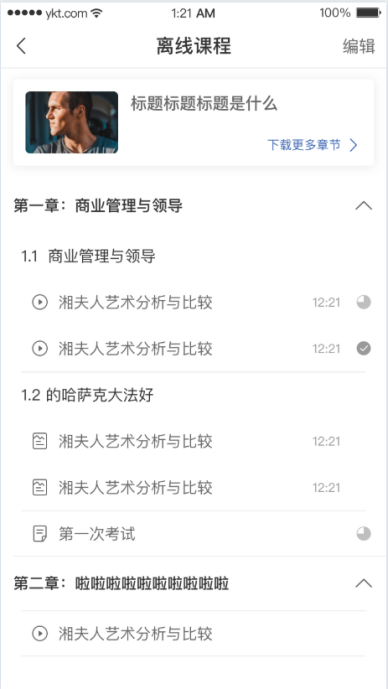 ykt.com 1:21 AM 100%
离线课程 编辑
标题标题标题是什么
下载更多章节
第一章：商业管理与领导
1.1 商业管理与领导
湘夫人艺术分析与比较 12:21
湘夫人艺术分析与比较 12:21
1.2 的哈萨克大法好
湘夫人艺术分析与比较 12:21
湘夫人艺术分析与比较 12:21
第一次考试
第二章：啦啦啦啦啦啦啦啦啦啦
湘夫人艺术分析与比较